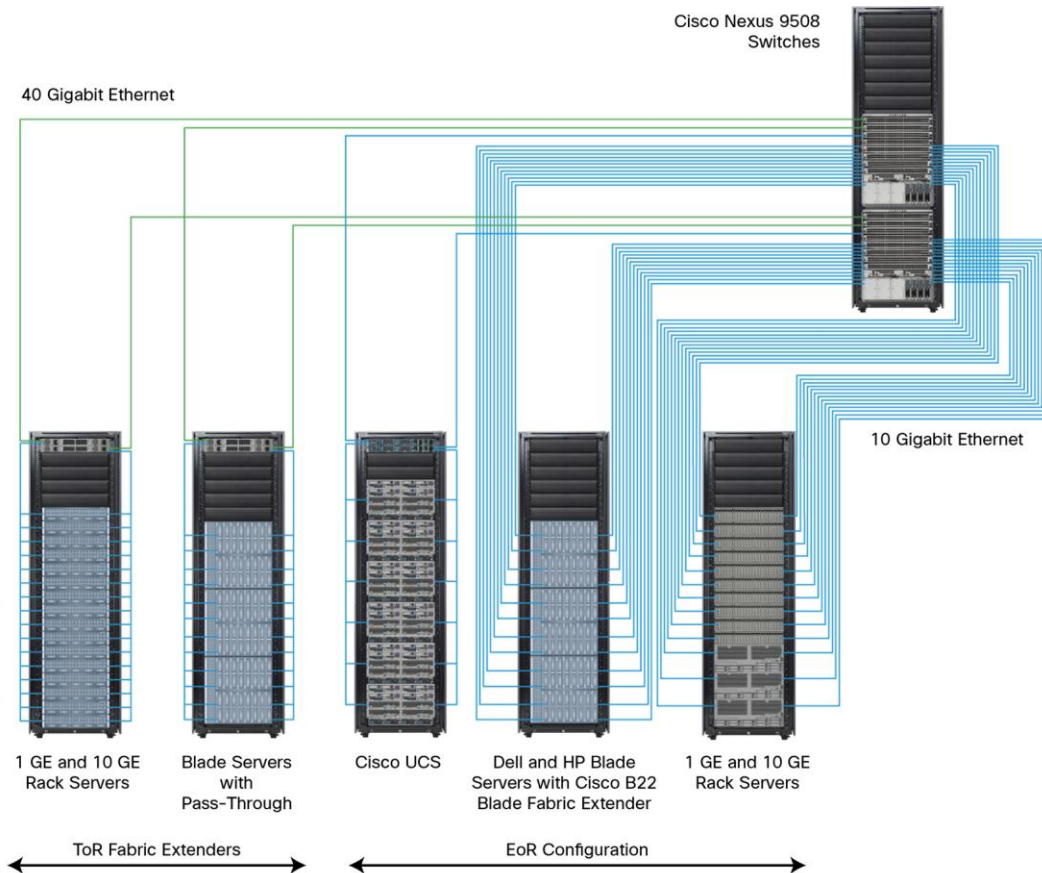 Cisco Nexus 9508
Switches
40 Gigabit Ethernet
10 Gigabit Ethernet
1 GE and 10 GE
Rack Servers
Blade Servers
with
Pass-Through
Cisco UCS
Dell and HP Blade
Servers with Cisco B22
Blade Fabric Extender
1 GE and 10 GE
Rack Servers
ToR Fabric Extenders
EoR Configuration